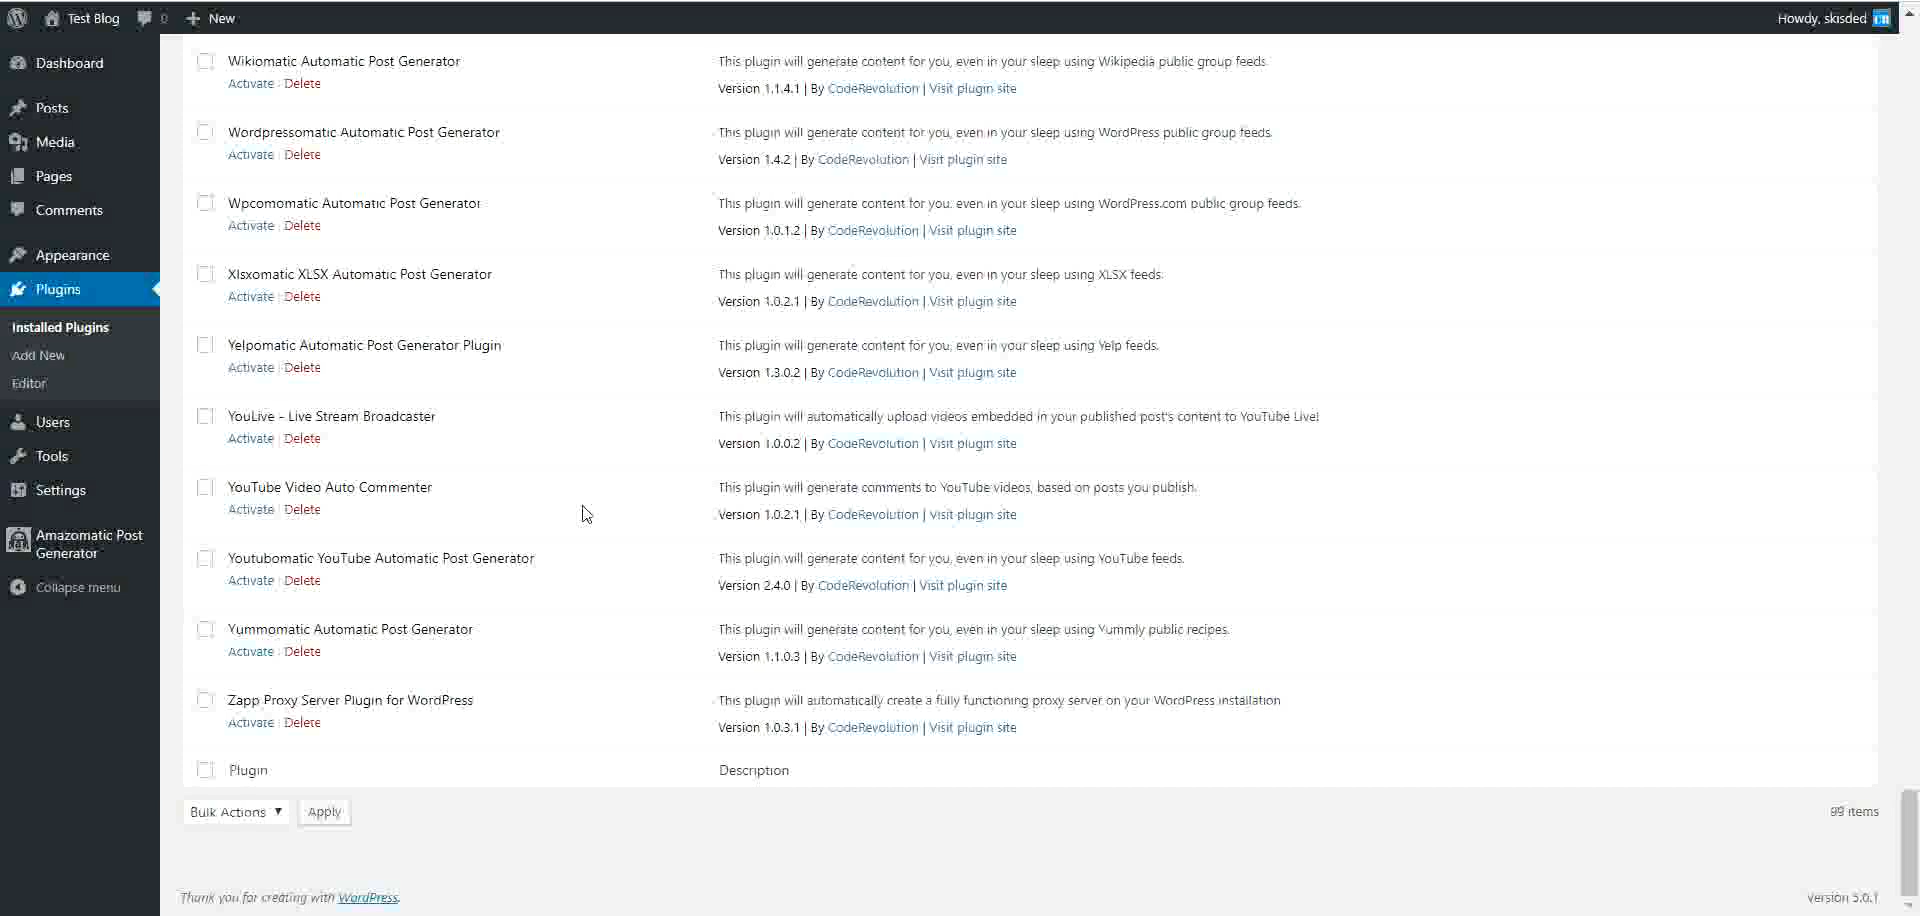 Test Blog 0 New Howdy, skisded
Dashboard
Posts
Media
Pages
Comments
Appearance
Plugins
Installed Plugins
Add New
Editor
Users
Tools
Settings
Amazomatic Post
Generator
Collapse menu
Wikiomatic Automatic Post Generator
Activate | Delete
This plugin will generate content for you, even in your sleep using Wikipedia public group feeds.
Version 1.1.4.1 | By CodeRevolution | Visit plugin site
Wordpressomatic Automatic Post Generator
Activate | Delete
This plugin will generate content for you, even in your sleep using WordPress public group feeds.
Version 1.4.2 | By CodeRevolution | Visit plugin site
Wpcomomatic Automatic Post Generator
Activate | Delete
This plugin will generate content for you, even in your sleep using WordPress.com public group feeds.
Version 1.0.1.2 | By CodeRevolution | Visit plugin site
Xlsxomatic XLSX Automatic Post Generator
Activate | Delete
This plugin will generate content for you, even in your sleep using XLSX feeds.
Version 1.0.2.1 | By CodeRevolution | Visit plugin site
Yelpomatic Automatic Post Generator Plugin
Activate | Delete
This plugin will generate content for you, even in your sleep using Yelp feeds.
Version 1.3.0.2 | By CodeRevolution | Visit plugin site
YouLive - Live Stream Broadcaster
Activate | Delete
This plugin will automatically upload videos embedded in your published post's content to YouTube Live!
Version 1.0.0.2 | By CodeRevolution | Visit plugin site
YouTube Video Auto Commenter
Activate | Delete
This plugin will generate comments to YouTube videos, based on posts you publish.
Version 1.0.2.1 | By CodeRevolution | Visit plugin site
Youtubomatic YouTube Automatic Post Generator
Activate | Delete
This plugin will generate content for you, even in your sleep using YouTube feeds.
Version 2.4.0 | By CodeRevolution | Visit plugin site
Yummomatic Automatic Post Generator
Activate | Delete
This plugin will generate content for you, even in your sleep using Yummly public recipes.
Version 1.1.0.3 | By CodeRevolution | Visit plugin site
Zapp Proxy Server Plugin for WordPress
Activate | Delete
This plugin will automatically create a fully functioning proxy server on your WordPress installation
Version 1.0.3.1 | By CodeRevolution | Visit plugin site
Plugin Description
Bulk Actions Apply 99 items
Thank you for creating with WordPress. Version 5.0.1